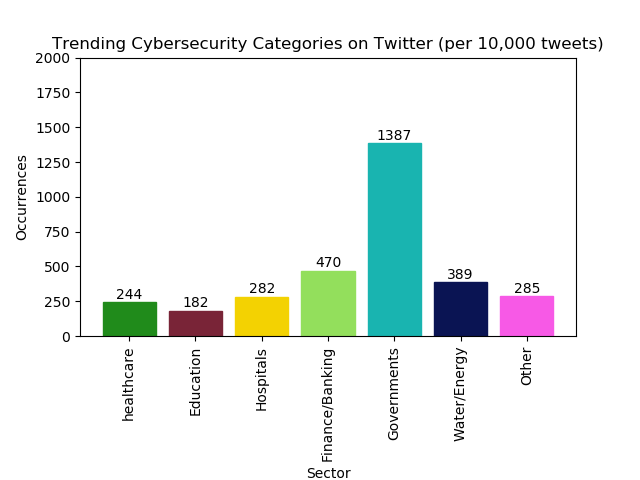 Trending Cybersecurity Categories on Twitter (per 10,000 tweets)
2000
1750
1500
1250
1000
750
500
250
0
Occurrences
244
182
282
470
1387
389
285
healthcare
Education
Hospitals
Finance/Banking
Governments
Water/Energy
Other
Sector